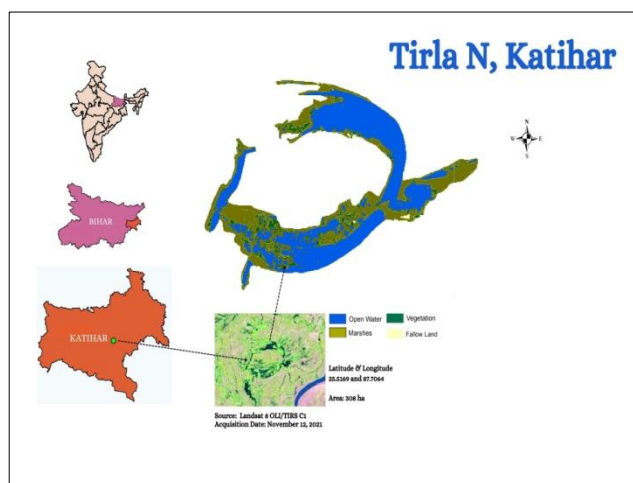 Tirla N, Katihar
N
W E
S
BIHAR
KATIHAR
Open Water
Vegetation
Marshes
Fallow Land
Latitude & Longitude
25.5169 and 87.7064
Area: 308 ha
Source: Landsat 8 OLI/TIRS C1
Acquisition Date: November 12, 2021